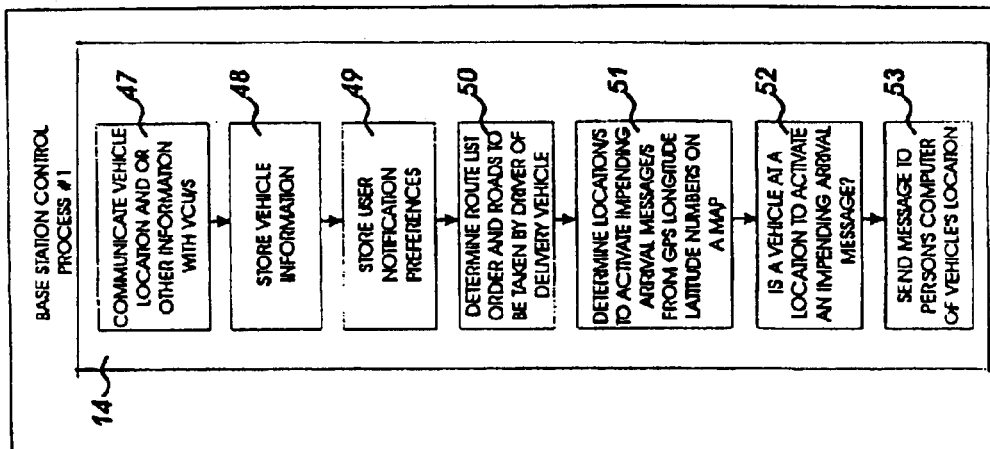 BASE STATION CONTROL
PROCESS #1
14
47
COMMUNICATE VEHICLE
LOCATION AND OR
OTHER INFORMATION
WITH VCU/S
48
STORE VEHICLE
INFORMATION
49
STORE USER
NOTIFICATION
PREFERENCES
50
DETERMINE ROUTE LIST
ORDER AND ROADS TO
BE TAKEN BY DRIVER OF
DELIVERY VEHICLE
51
DETERMINE LOCATION/S
TO ACTIVATE IMPENDING
ARRIVAL MESSAGE/S
FROM GPS LONGITUDE
LATITUDE NUMBERS ON
A MAP
52
IS A VEHICLE AT A
LOCATION TO ACTIVATE
AN IMPENDING ARRIVAL
MESSAGE?
53
SEND MESSAGE TO
PERSON'S COMPUTER
OF VEHICLE'S LOCATION